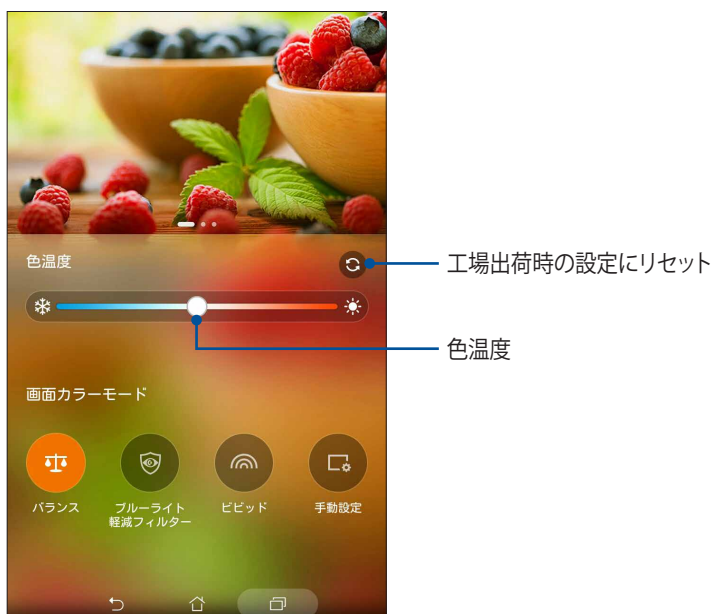 色温度
工場出荷時の設定にリセット
色温度
画面カラーモード
バランス
ブルーライト
軽減フィルター
ビビッド
手動設定